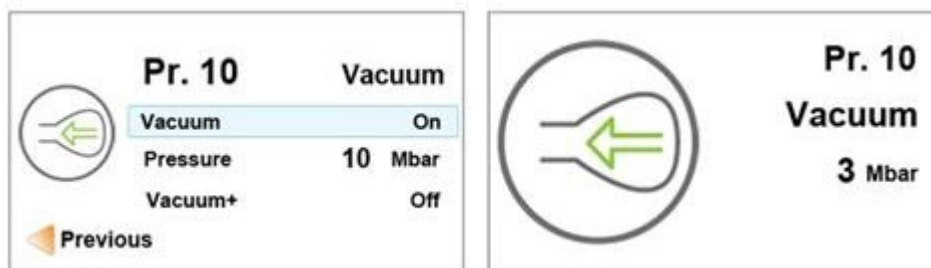 Pr. 10 Vacuum
Vacuum On
Pressure 10 Mbar
Vacuum+ Off
Previous
Pr. 10
Vacuum
3 Mbar